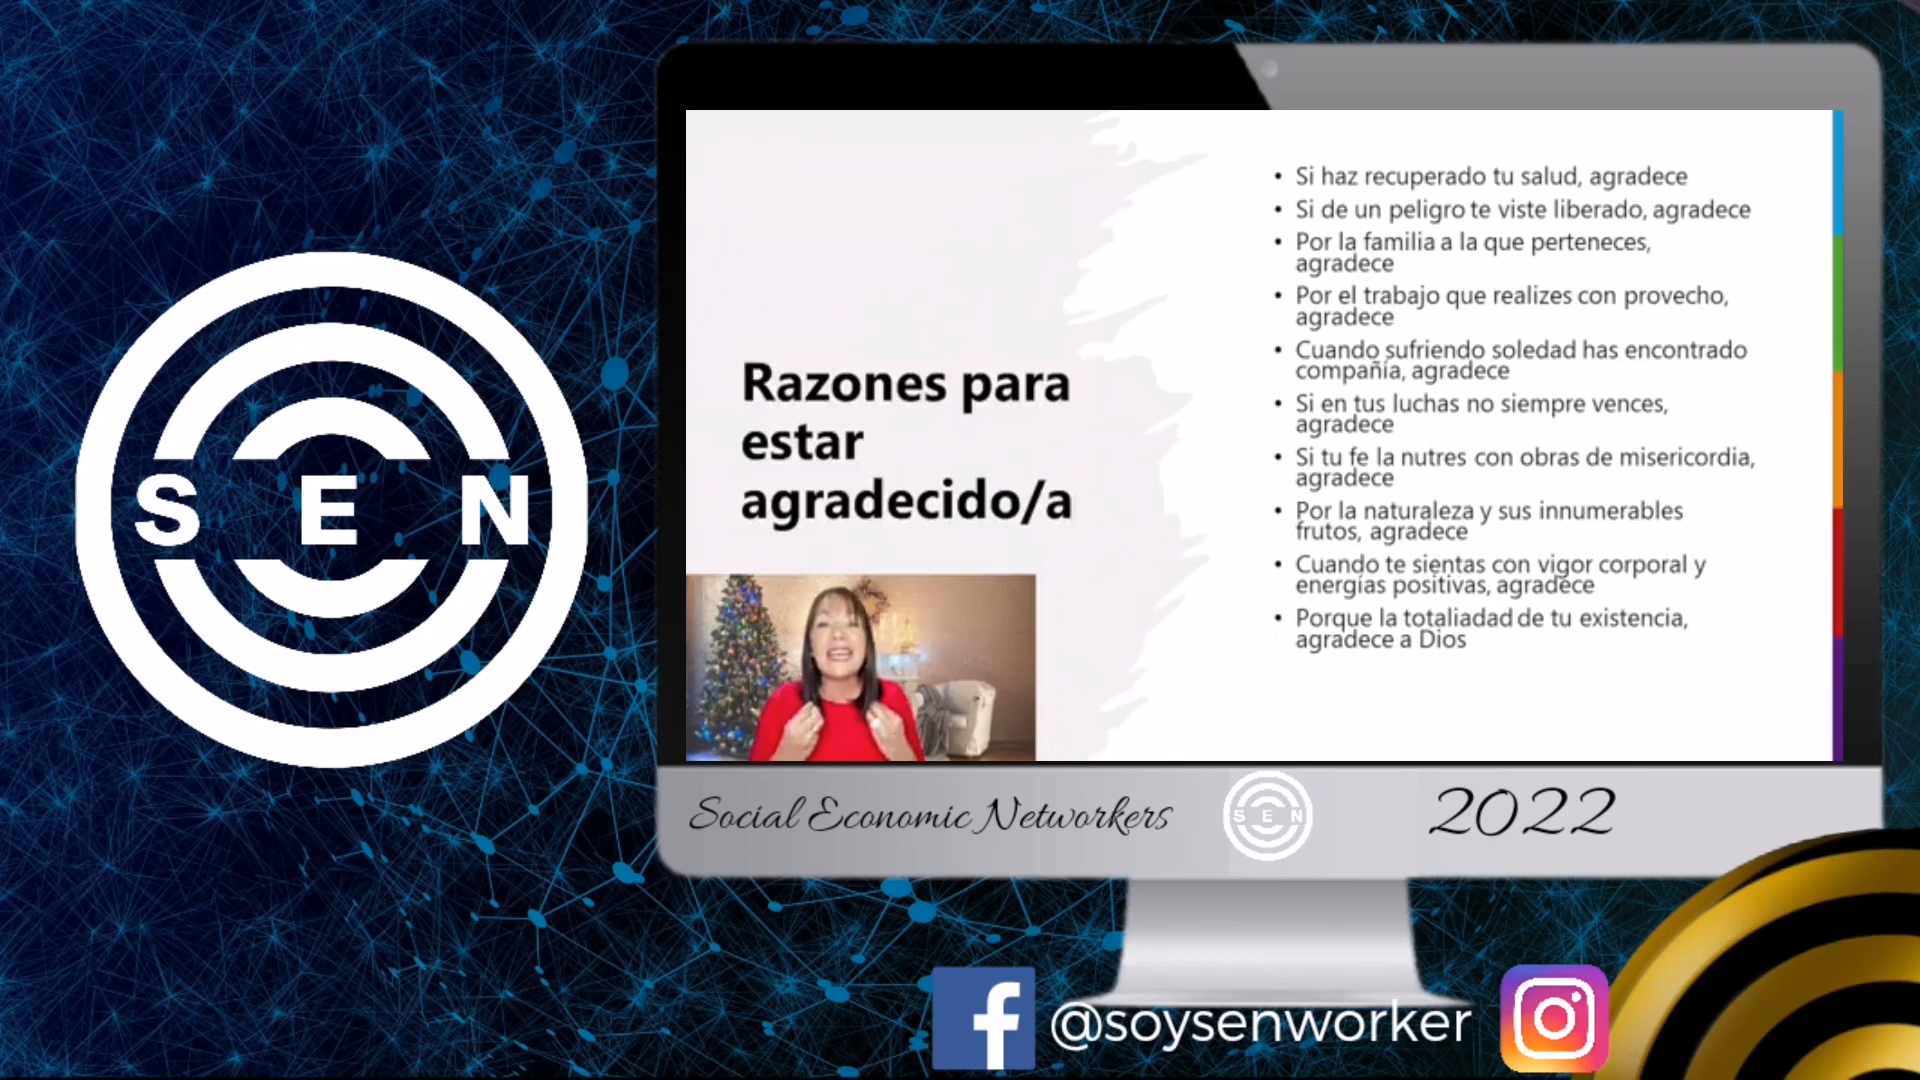 S E N
Razones para
estar
agradecido/a
• Si haz recuperado tu salud, agradece
• Si de un peligro te viste liberado, agradece
• Por la familia a la que perteneces,
agradece
• Por el trabajo que realizes con provecho,
agradece
• Cuando sufriendo soledad has encontrado
compañía, agradece
• Si en tus luchas no siempre vences,
agradece
• Si tu fe la nutres con obras de misericordia,
agradece
• Por la naturaleza y sus innumerables
frutos, agradece
• Cuando te sientas con vigor corporal y
energías positivas, agradece
• Porque la totaliadad de tu existencia,
agradece a Dios
Social Economic Networkers
S E N
2022
@soysenworker